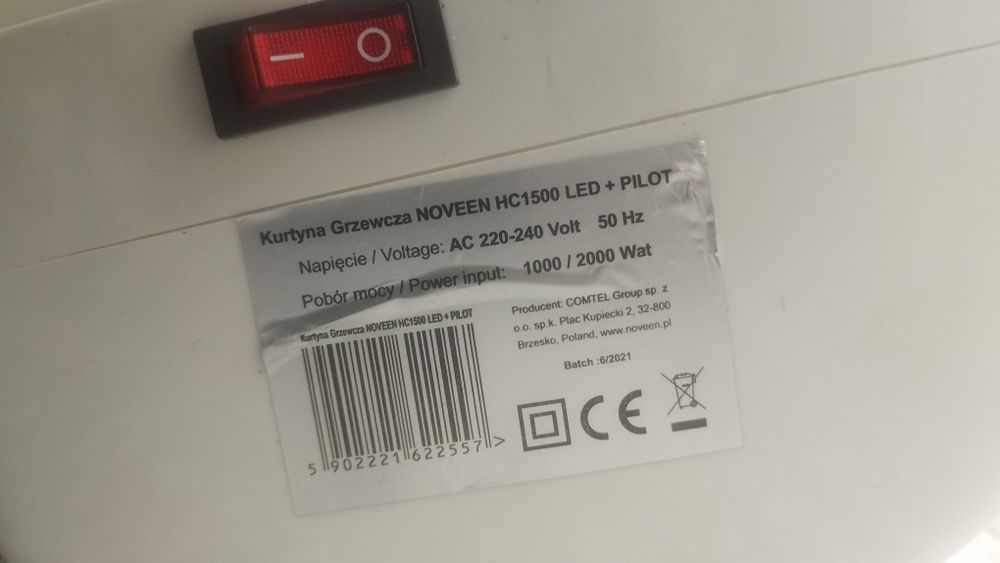 Kurtyna Grzewcza NOVEEN HC1500 LED + PILOT
Napięcie / Voltage: AC 220-240 Volt 50 Hz
Pobór mocy / Power input: 1000 / 2000 Wat
Kurtyna Grzewcza NOVEEN HC1500 LED + PILOT
5 902221 622557 >
Producent: COMTEL Group sp. z
o.o. sp.k. Plac Kupiecki 2, 32-800
Brzesko, Poland, www.noveen.pl
Batch :6/2021
CE